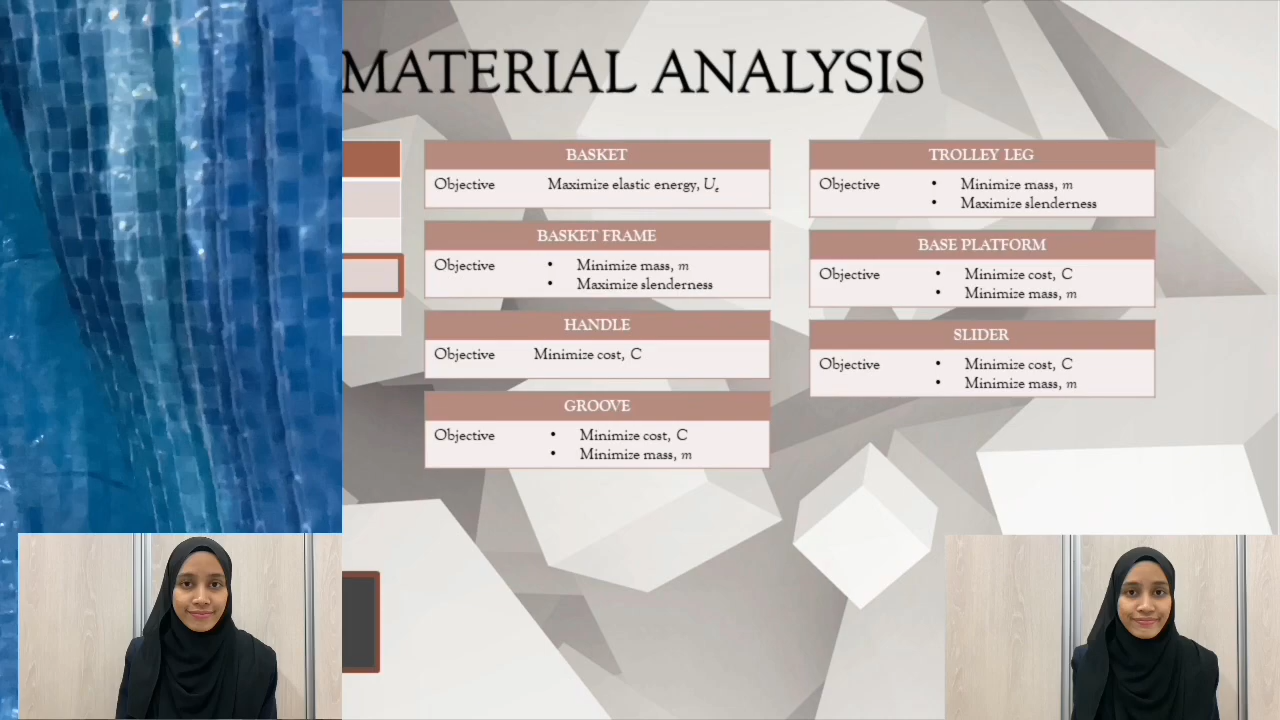 MATERIAL ANALYSIS
BASKET
Objective Maximize elastic energy, Ue
BASKET FRAME
Objective • Minimize mass, m
• Maximize slenderness
HANDLE
Objective Minimize cost, C
GROOVE
Objective • Minimize cost, C
• Minimize mass, m
TROLLEY LEG
Objective • Minimize mass, m
• Maximize slenderness
BASE PLATFORM
Objective • Minimize cost, C
• Minimize mass, m
SLIDER
Objective • Minimize cost, C
• Minimize mass, m